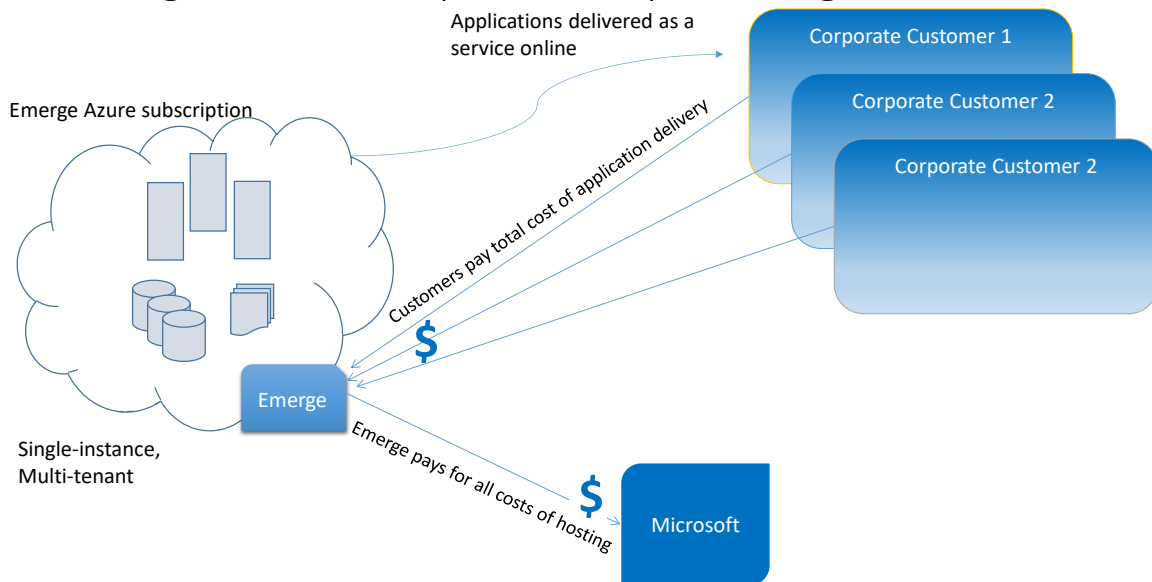 Applications delivered as a
service online
Corporate Customer 1
Corporate Customer 2
Corporate Customer 2
Emerge Azure subscription
Customers pay total cost of application delivery
$
Emerge
Emerge pays for all costs of hosting
$
Single-instance,
Multi-tenant
Microsoft